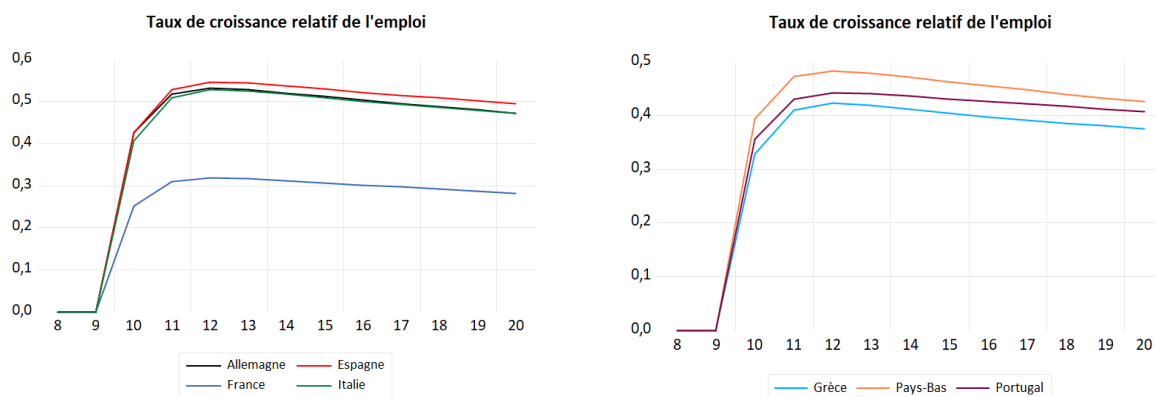 Taux de croissance relatif de l'emploi
0,6
0,5
0,4
0,3
0,2
0,1
0,0
8 9 10 11 12 13 14 15 16 17 18 19 20
Allemagne Espagne
France Italie
Taux de croissance relatif de l'emploi
0,5
0,4
0,3
0,2
0,1
0,0
8 9 10 11 12 13 14 15 16 17 18 19 20
Grèce Pays-Bas Portugal